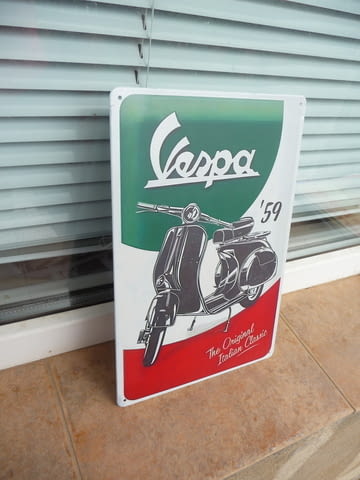 Vespa
'59
The Original
Italian Classic